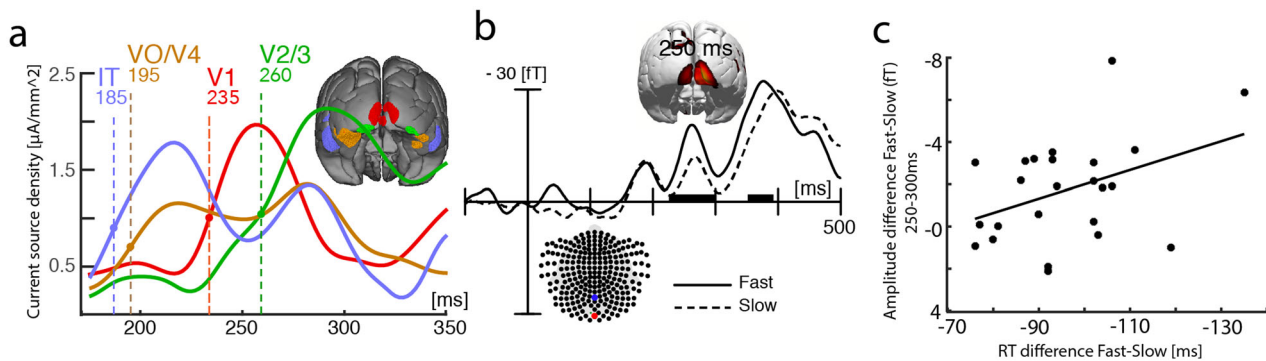 a
IT
185
VO/V4
195
V1
235
V2/3
260
Current source density [µA/mm^2]
2.5
1.5
0.5
200
250
300
350
[ms]
b
250 ms
- 30 [fT]
[ms]
500
Fast
Slow
c
Amplitude difference Fast-Slow (fT)
250-300ms
-8
-4
-0
4
-70
-90
-110
-130
RT difference Fast-Slow [ms]